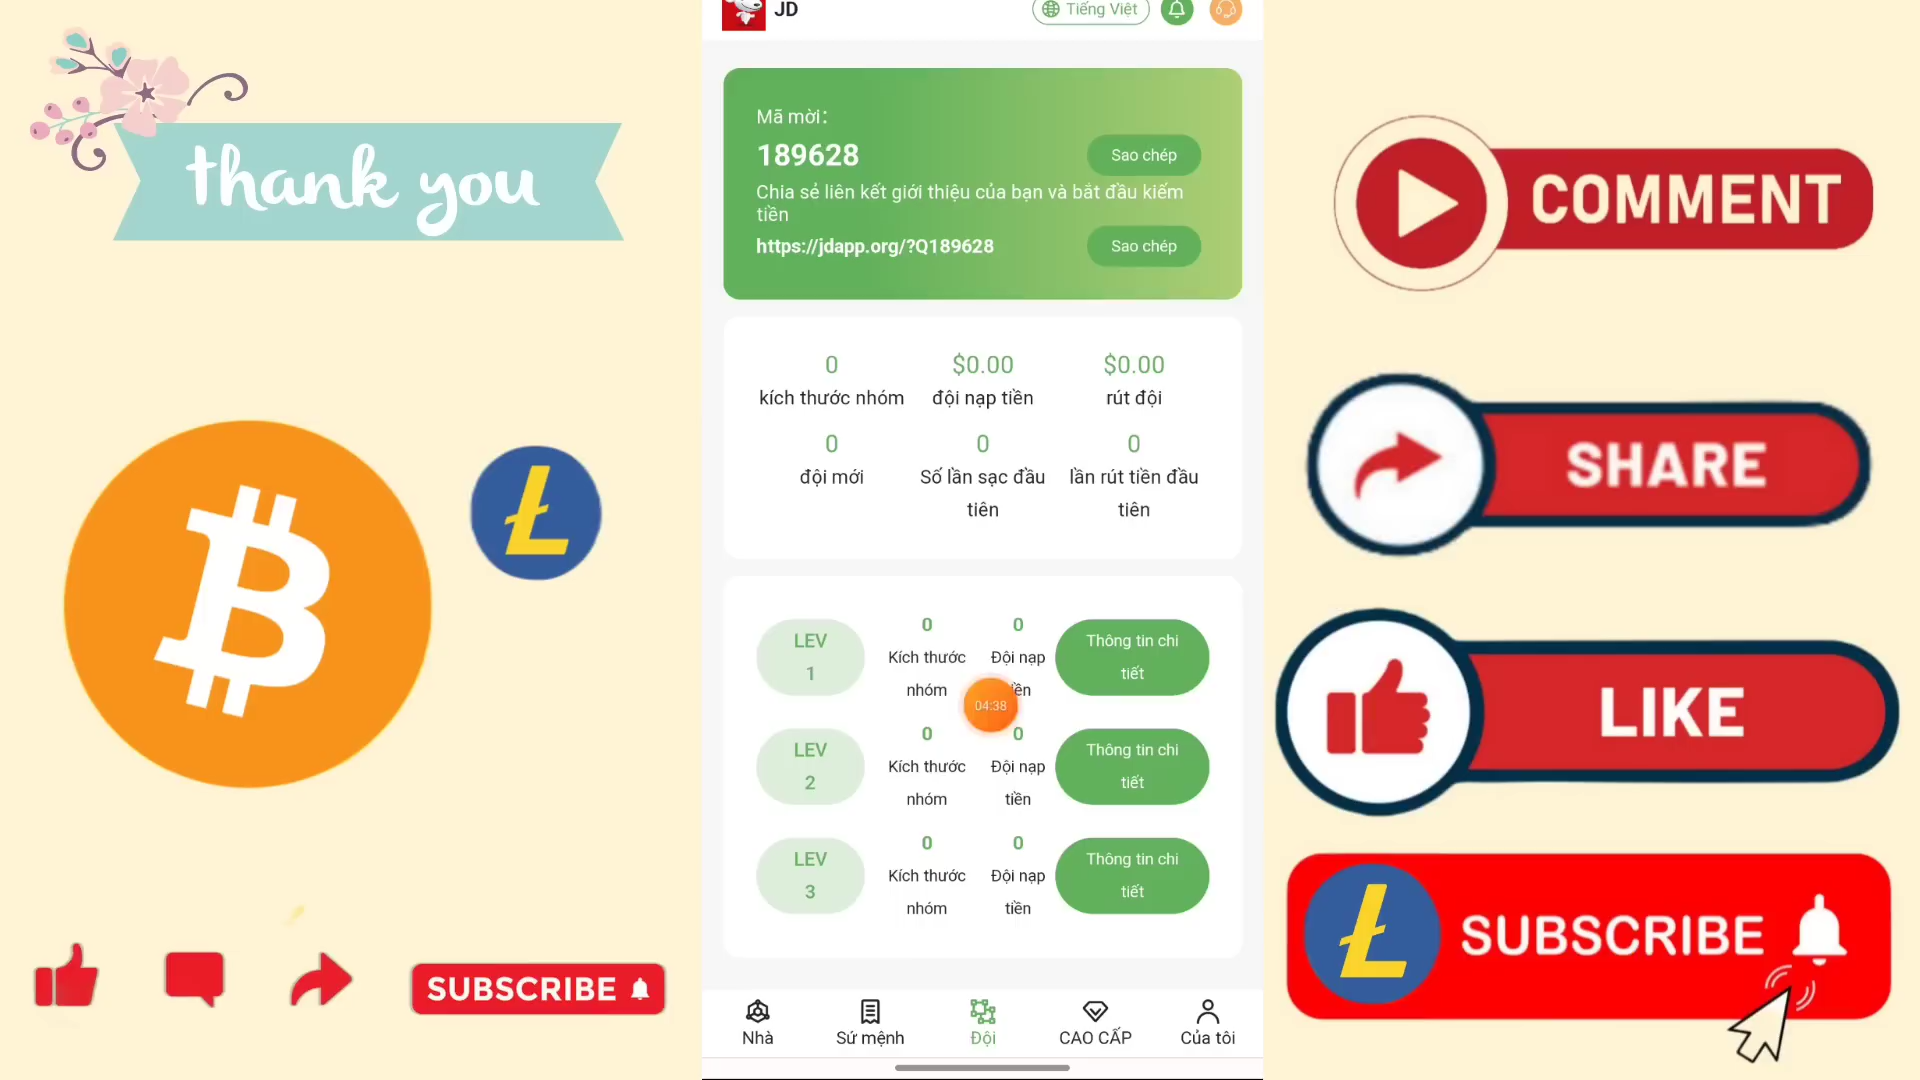 thank you
SUBSCRIBE
JD
Tiếng Việt
Mã mời:
189628
Sao chép
Chia sẻ liên kết giới thiệu của bạn và bắt đầu kiếm
tiền
https://jdapp.org/?Q189628
Sao chép
0
$0.00
$0.00
kích thước nhóm
đội nạp tiền
rút đội
0
0
0
đội mới
Số lần sạc đầu
tiên
lần rút tiền đầu
tiên
LEV
1
0
Kích thước
nhóm
0
Đội nạp
Thông tin chi
tiết
04:38
LEV
2
0
Kích thước
nhóm
0
Đội nạp
tiền
Thông tin chi
tiết
LEV
3
0
Kích thước
nhóm
0
Đội nạp
tiền
Thông tin chi
tiết
Nhà
Sứ mệnh
Đội
CAO CẤP
Của tôi
COMMENT
SHARE
LIKE
SUBSCRIBE